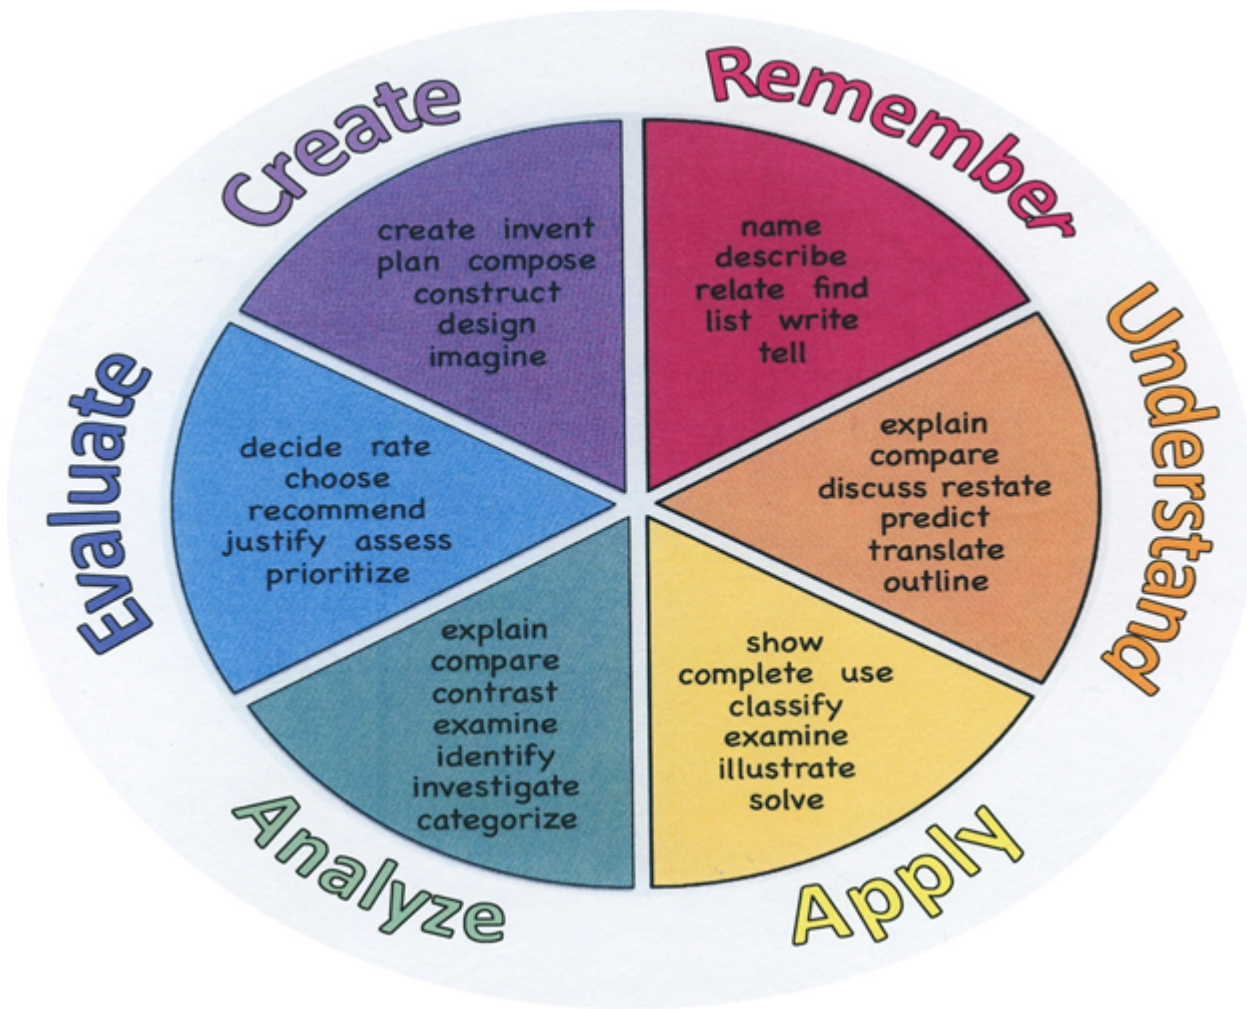 Remember
name
describe
relate find
list write
tell
Understand
explain
compare
discuss restate
predict
translate
outline
Apply
show
complete use
classify
examine
illustrate
solve
Analyze
explain
compare
contrast
examine
identify
investigate
categorize
Evaluate
decide rate
choose
recommend
justify assess
prioritize
Create
create invent
plan compose
construct
design
imagine